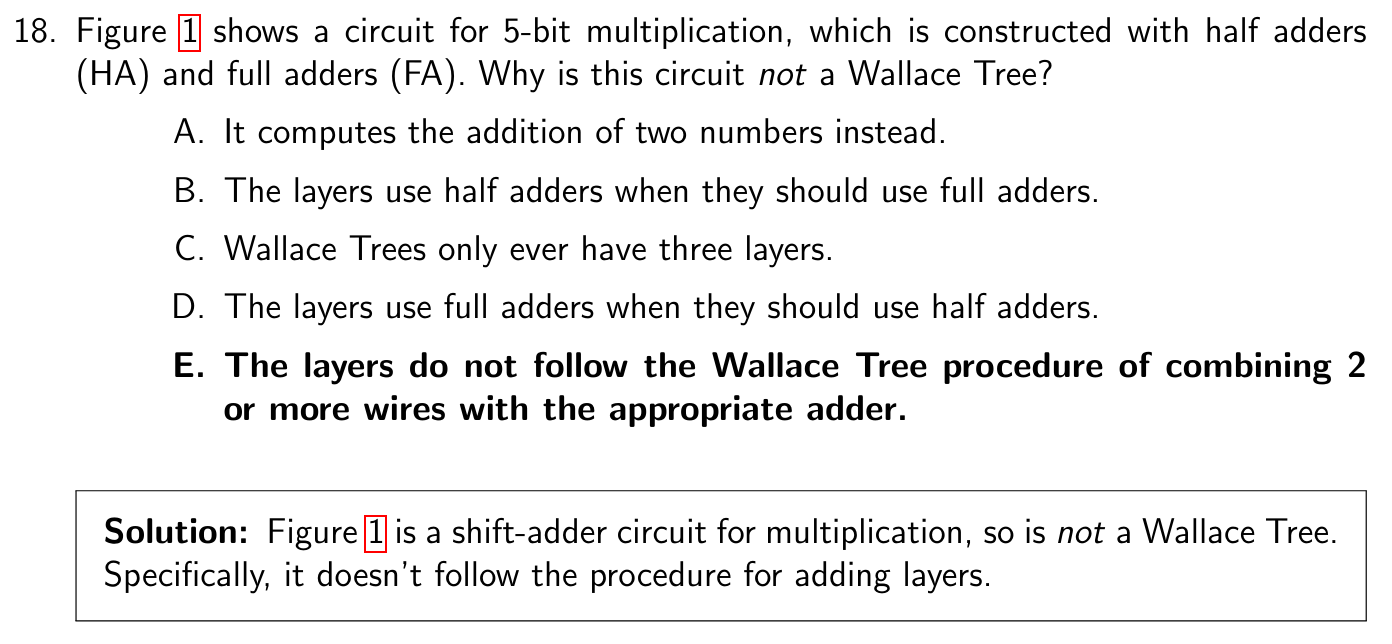 18. Figure 1 shows a circuit for 5-bit multiplication, which is constructed with half adders
(HA) and full adders (FA). Why is this circuit not a Wallace Tree?
A. It computes the addition of two numbers instead.
B. The layers use half adders when they should use full adders.
C. Wallace Trees only ever have three layers.
D. The layers use full adders when they should use half adders.
E. The layers do not follow the Wallace Tree procedure of combining 2
or more wires with the appropriate adder.
Solution: Figure 1 is a shift-adder circuit for multiplication, so is not a Wallace Tree.
Specifically, it doesn't follow the procedure for adding layers.